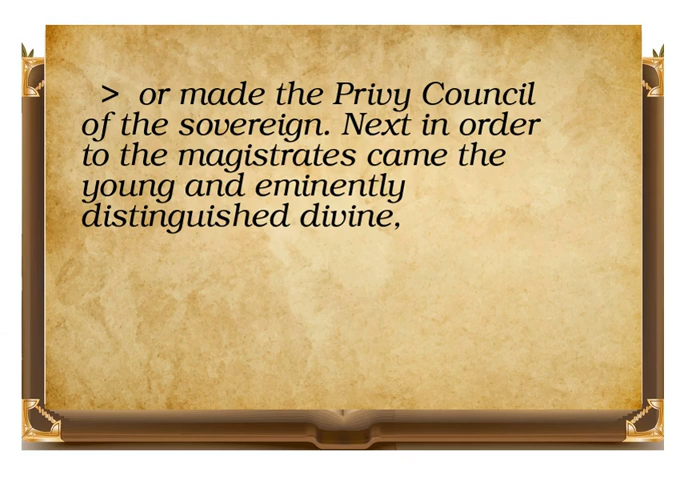 > or made the Privy Council
of the sovereign. Next in order
to the magistrates came the
young and eminently
distinguished divine,